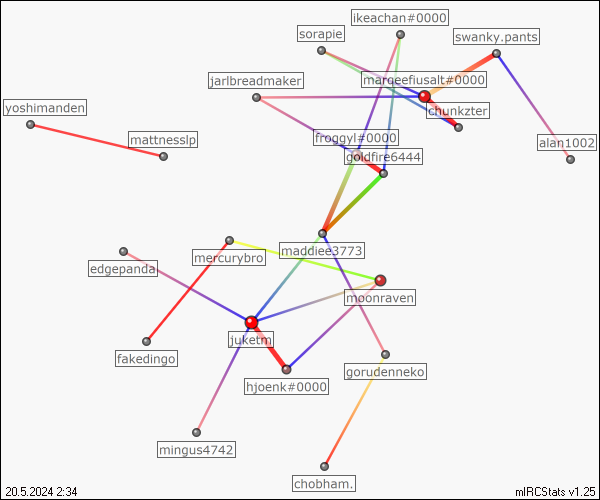 ikeachan#0000
sorapie
swanky.pants
marqeefiusalt#0000
jarlbreadmaker
yoshimanden
chunkzter
mattnesslp
froggyl#0000
alan1002
goldfire6444
maddiee3773
mercurybro
edgepanda
moonraven
juketm
fakedingo
gorudenneko
hjoenk#0000
mingus4742
chobham.
20.5.2024 2:34
mIRCStats v1.25